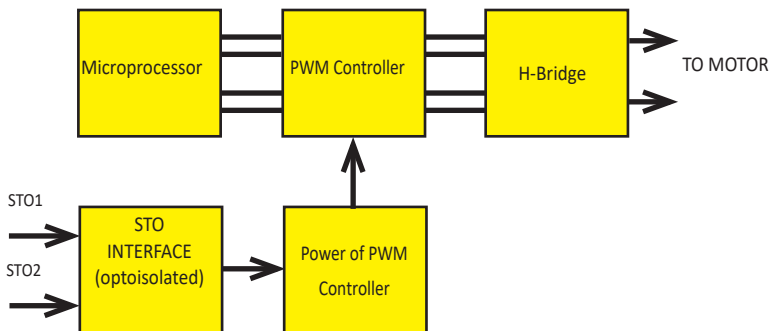 Microprocessor
PWM Controller
H-Bridge
TO MOTOR
STO1
STO2
STO
INTERFACE
(optoisolated)
Power of PWM
Controller